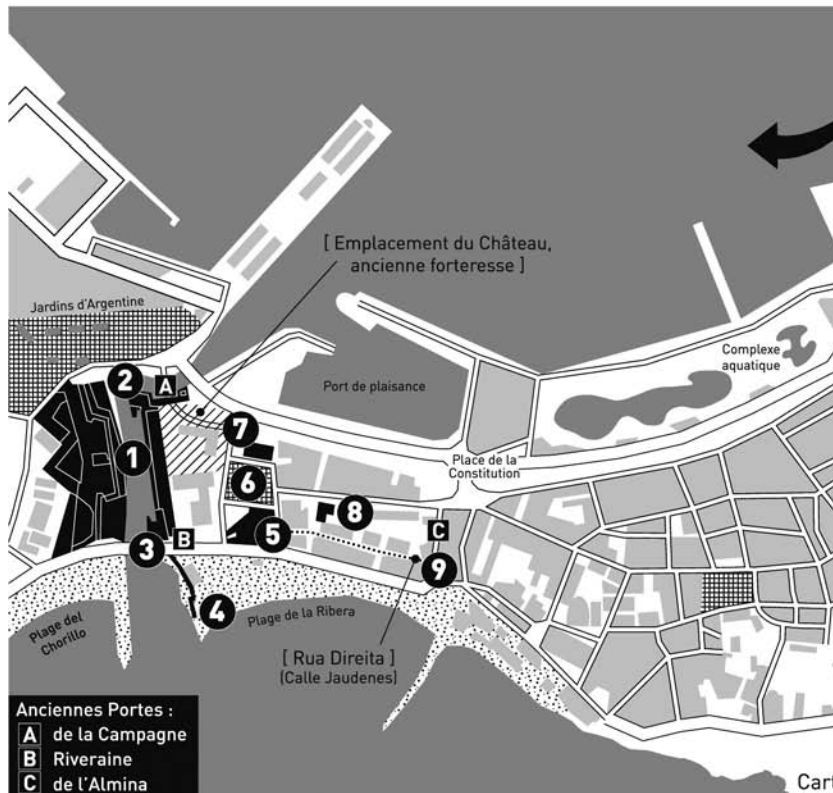 [ Emplacement du Château,
ancienne forteresse ]
Jardins d'Argentine
Complexe
aquatique
2
A
Port de plaisance
7
1
Place de la
Constitution
6
8
5
C
3
B
9
4
Plage de la Ribera
Plage del
Chorillo
[ Rua Direita ]
(Calle Jaudenes)
Anciennes Portes :
A de la Campagne
B Riveraine
C de l'Almina
Cart